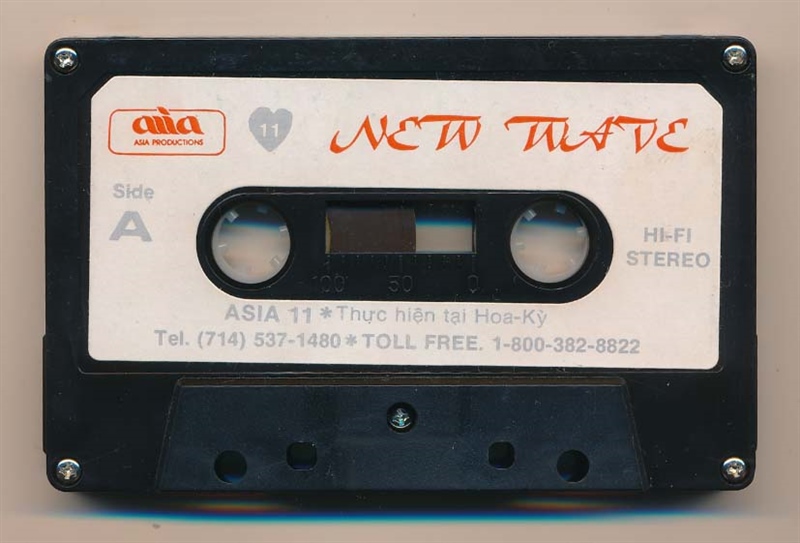 asia
ASIA PRODUCTIONS
11
NEW WAVE
Side
A
HI-FI
STEREO
100 50 0
ASIA 11 * Thực hiện tại Hoa-Kỳ
Tel. (714) 537-1480 * TOLL FREE. 1-800-382-8822